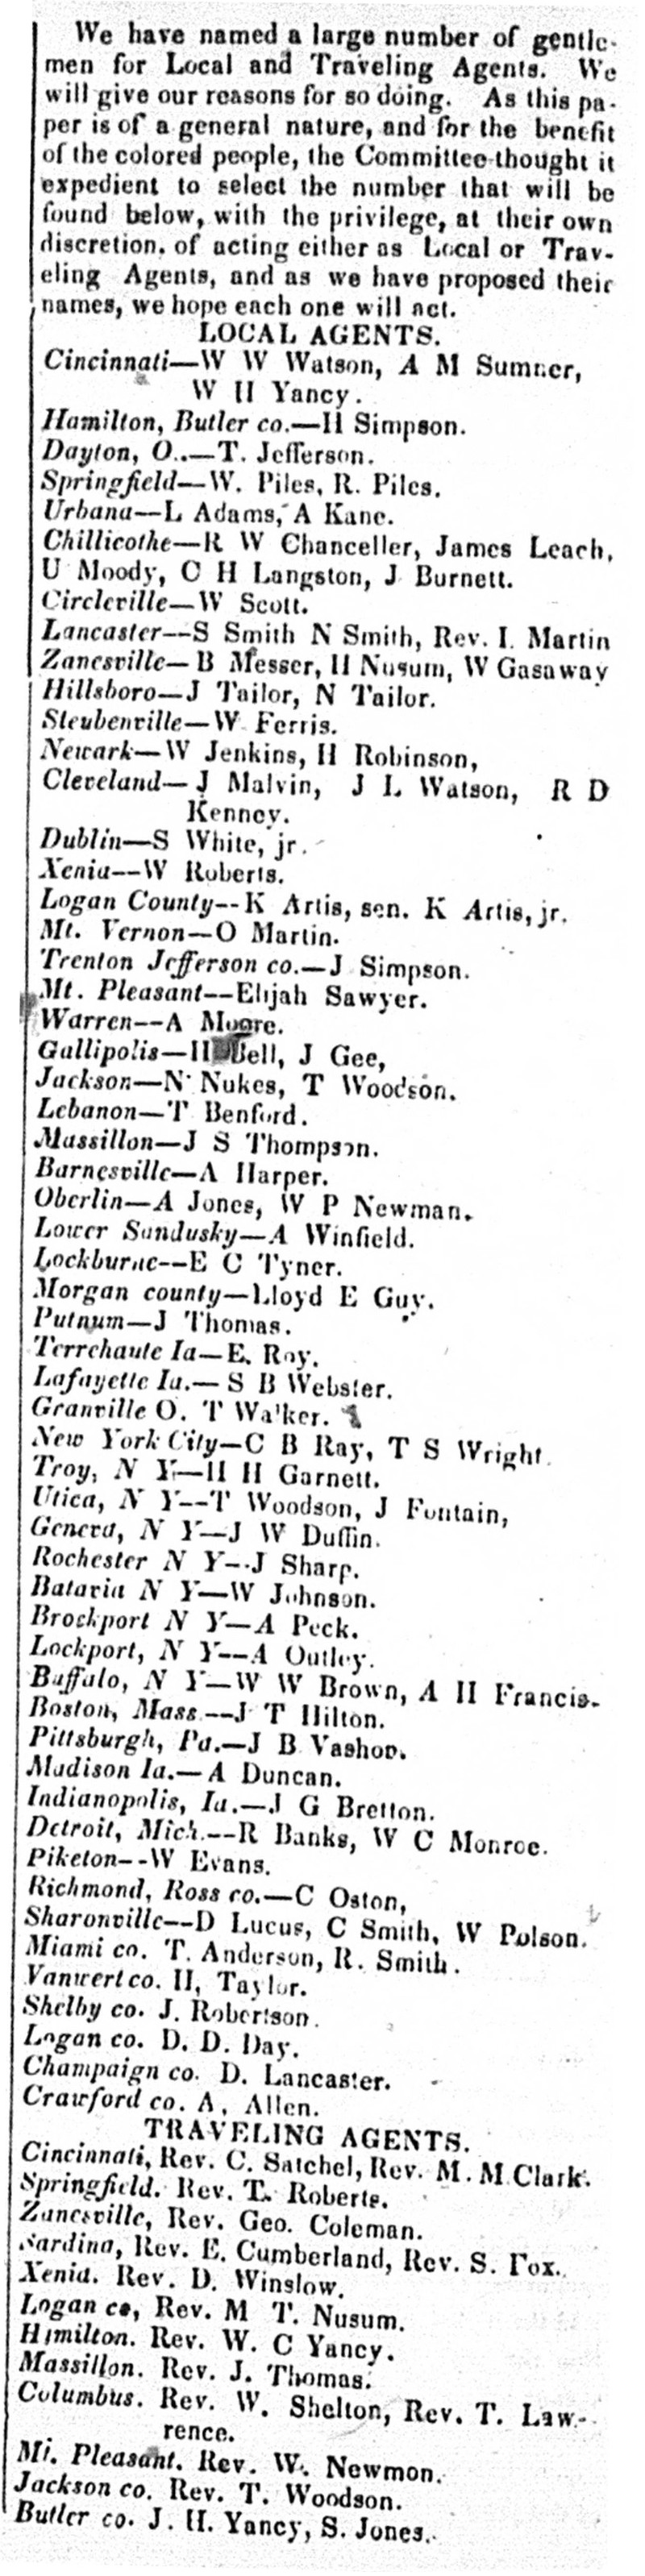 We have named a large number of gentle-
men for Local and Traveling Agents. We
will give our reasons for so doing. As this pa-
per is of a general nature, and for the benefit
of the colored people, the Committee thought it
expedient to select the number that will be
found below, with the privilege, at their own
discretion, of acting either as Local or Trav-
eling Agents, and as we have proposed their
names, we hope each one will act.
LOCAL AGENTS.
Cincinnati—W W Watson, A M Sumner,
W H Yancy.
Hamilton, Butler co.—H Simpson.
Dayton, O..—T. Jefferson.
Springfield—W. Piles, R. Piles.
Urbana—L Adams, A Kane.
Chillicothe—R W Chanceller, James Leach,
U Moody, C H Langston, J Burnett.
Circleville—W Scott.
Lancaster—S Smith N Smith, Rev. I. Martin
Zanesville—B Messer, H Nusum, W Gasaway
Hillsboro—J Tailor, N Tailor.
Steubenville—W Ferris.
Newark—W Jenkins, H Robinson,
Cleveland—J Malvin, J L Watson, R D
Kenney.
Dublin—S White, jr.
Xenia—W Roberts.
Logan County—K Artis, sen. K Artis, jr.
Mt. Vernon—O Martin.
Trenton Jefferson co.—J Simpson.
Mt. Pleasant—Elijah Sawyer.
Warren—A Moore.
Gallipolis—H Bell, J Gee,
Jackson—N Nukes, T Woodson.
Lebanon—T Benford.
Massillon—J S Thompson.
Barnesville—A Harper.
Oberlin—A Jones, W P Newman.
Lower Sandusky—A Winfield.
Lockburne—E C Tyner.
Morgan county—Lloyd E Guy.
Putnum—J Thomas.
Terrehaute Ia—E. Roy.
Lafayette Ia.—S B Webster.
Granville O. T Walker.
New York City—C B Ray, T S Wright.
Troy, N Y—H H Garnett.
Utica, N Y—T Woodson, J Fontain,
Geneva, N Y—J W Duffin.
Rochester N Y—J Sharp.
Batavia N Y—W Johnson.
Brockport N Y—A Peck.
Lockport, N Y—A Outley.
Buffalo, N Y—W W Brown, A H Francis.
Boston, Mass.—J T Hilton.
Pittsburgh, Pa.—J B Vashon.
Madison Ia.—A Duncan.
Indianopolis, Ia.—J G Bretton.
Detroit, Mich.—R Banks, W C Monroe.
Piketon—W Evans.
Richmond, Ross co.—C Oston,
Sharonville—D Lucus, C Smith, W Polson.
Miami co. T. Anderson, R. Smith.
Vanwert co. H, Taylor.
Shelby co. J. Robertson.
Logan co. D. D. Day.
Champaign co. D. Lancaster.
Crawford co. A. Allen.
TRAVELING AGENTS.
Cincinnati, Rev. C. Satchel, Rev. M. M. Clark.
Springfield. Rev. T. Roberts.
Zanesville, Rev. Geo. Coleman.
Sardina, Rev. E. Cumberland, Rev. S. Fox.
Xenia. Rev. D. Winslow.
Logan co, Rev. M T. Nusum.
Hamilton. Rev. W. C Yancy.
Massillon. Rev. J. Thomas.
Columbus. Rev. W. Shelton, Rev. T. Law-
rence.
Mt. Pleasant. Rev. W. Newmon.
Jackson co. Rev. T. Woodson.
Butler co. J. H. Yancy, S. Jones.